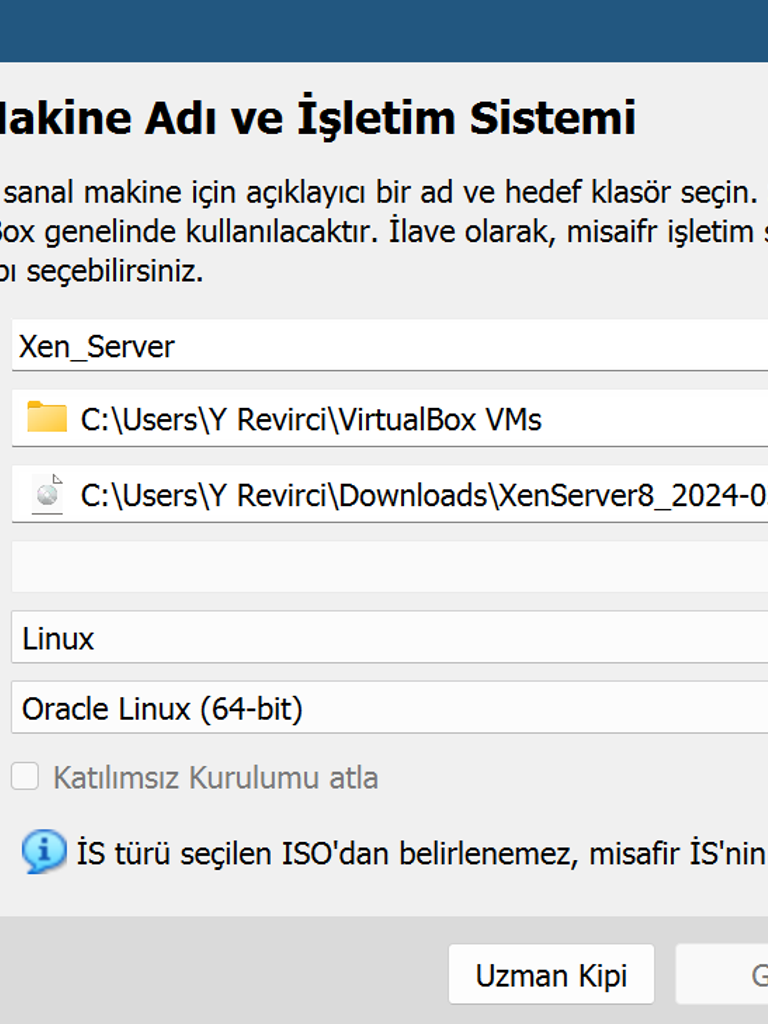 Makine Adı ve İşletim Sistemi
sanal makine için açıklayıcı bir ad ve hedef klasör seçin.
Box genelinde kullanılacaktır. İlave olarak, misaifr işletim
seçebilirsiniz.
Xen_Server
C:\Users\Y Revirci\VirtualBox VMs
C:\Users\Y Revirci\Downloads\XenServer8_2024-0
Linux
Oracle Linux (64-bit)
Katılımsız Kurulumu atla
İS türü seçilen ISO'dan belirlenemez, misafir İS'nin
Uzman Kipi